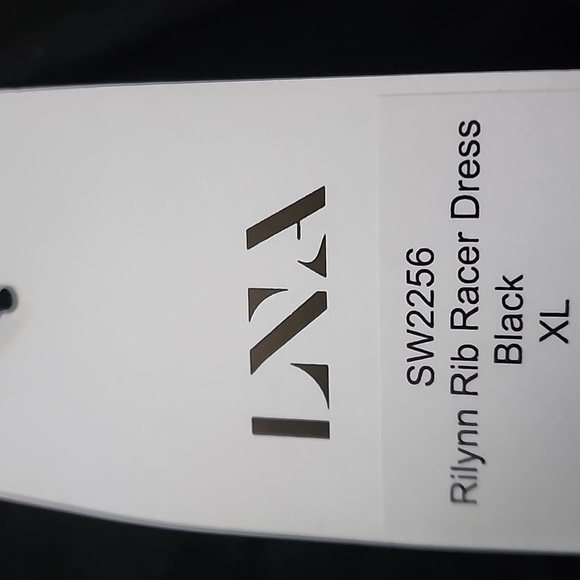 LNA
SW2256
Rilynn Rib Racer Dress
Black
XL